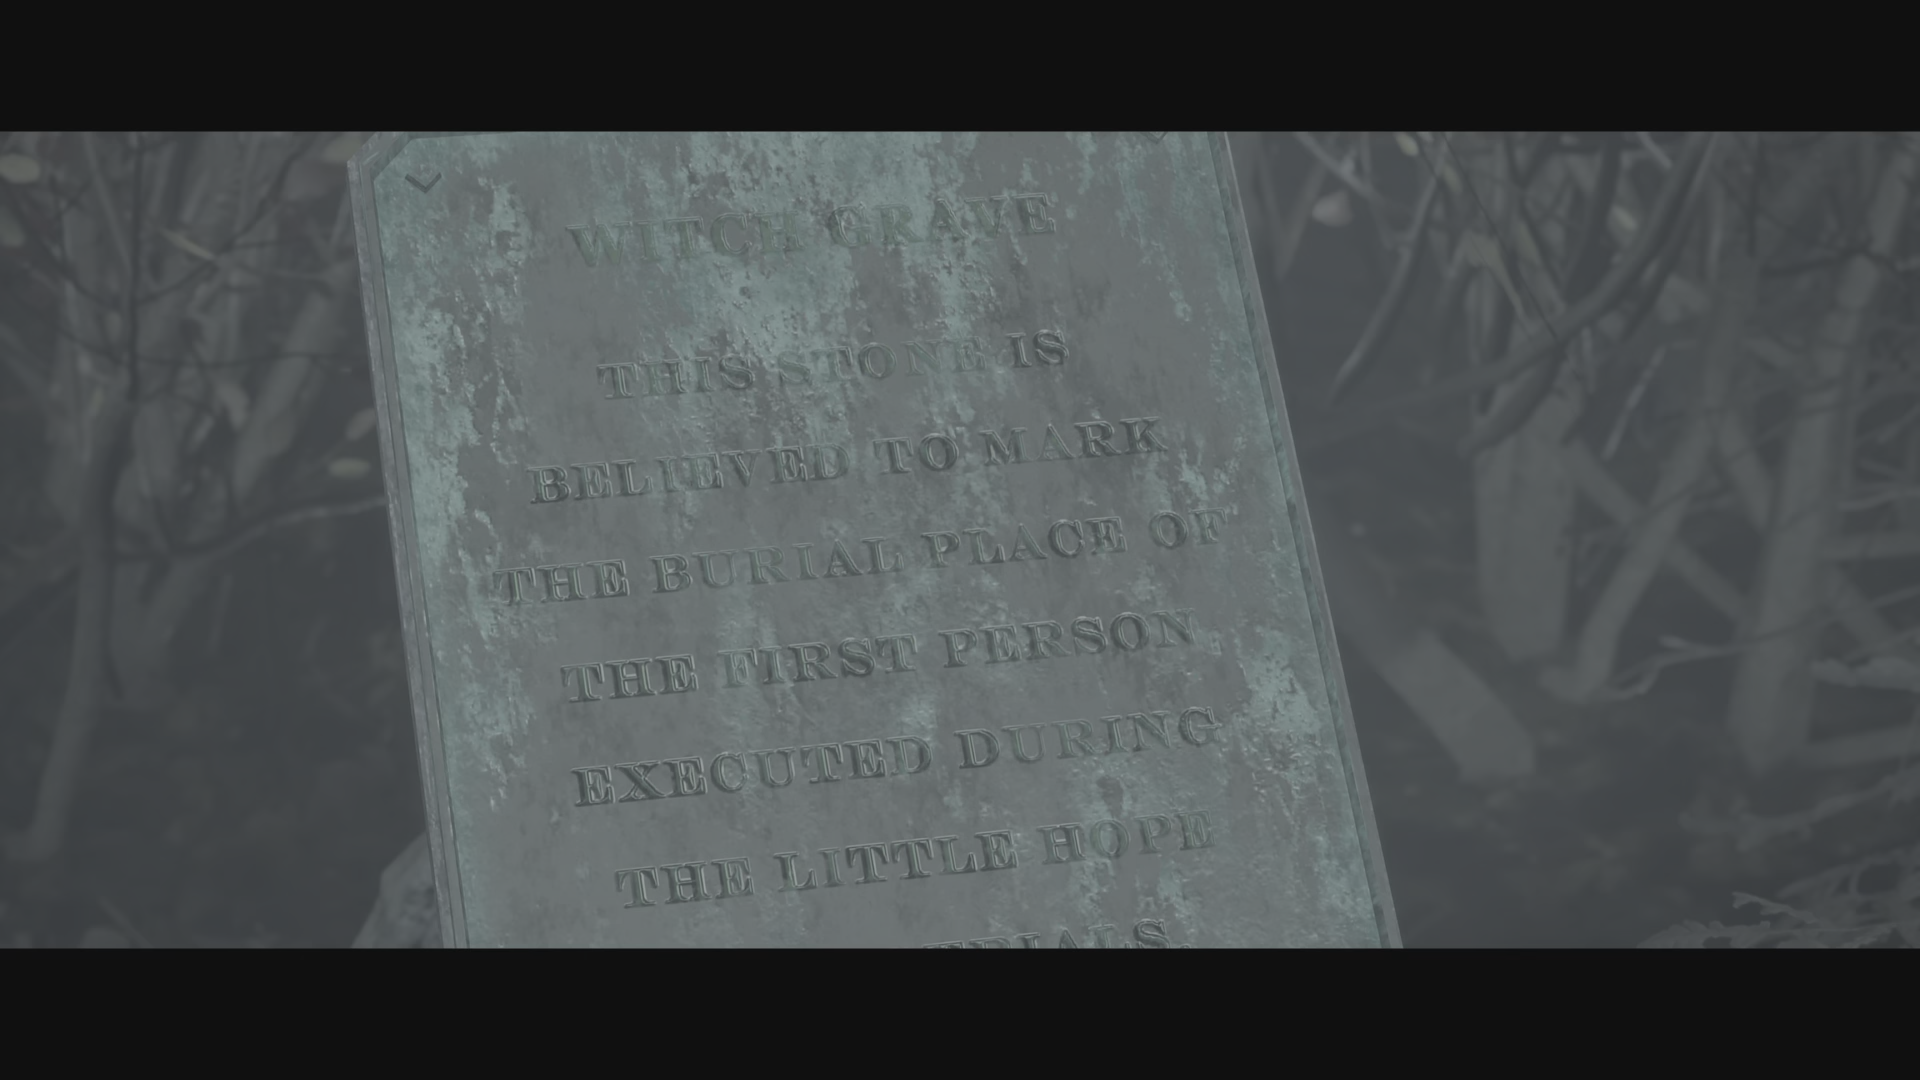 WITCH GRAVE
THIS STONE IS
BELIEVED TO MARK
THE BURIAL PLACE OF
THE FIRST PERSON
EXECUTED DURING
THE LITTLE HOPE
TRIALS.